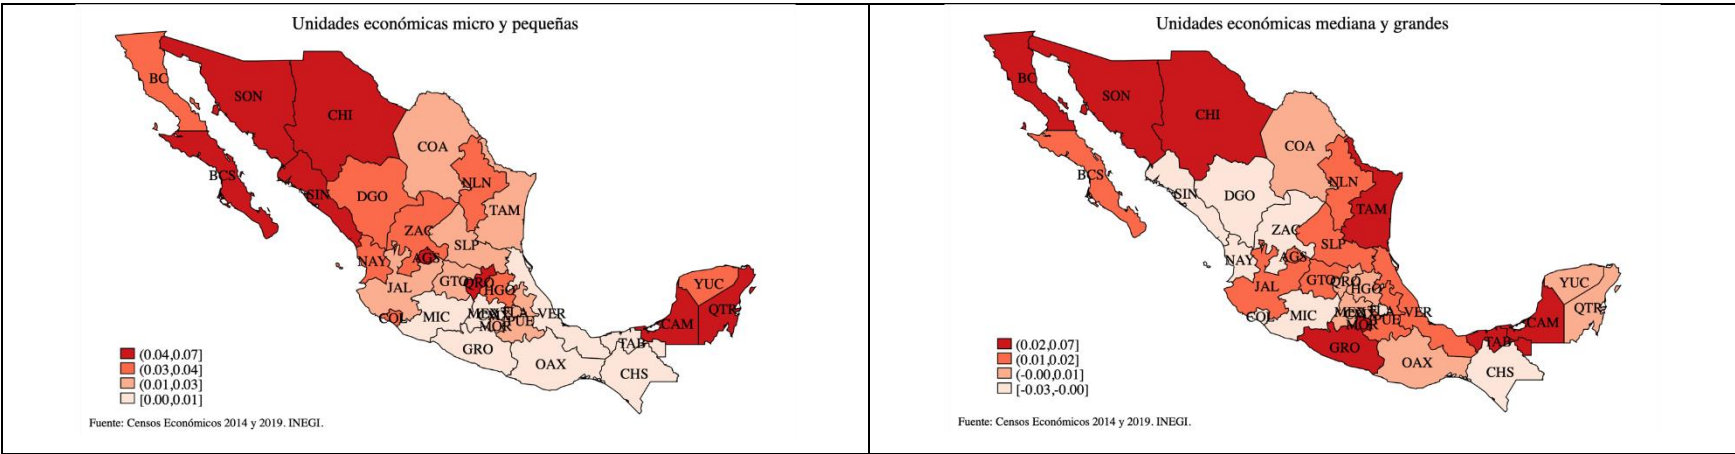 Unidades económicas micro y pequeñas
BC
SON
CHI
COA
BCS
SIN
DGO
NLN
TAM
ZAC
SLP
NAY
AGS
JAL
GTO
QRO
HGO
COL
MIC
MOR
PUE
VER
GRO
OAX
TAB
CHS
CAM
YUC
QTR
(0.04,0.07]
(0.03,0.04]
(0.01,0.03]
[0.00,0.01]
Fuente: Censos Económicos 2014 y 2019. INEGI.
Unidades económicas mediana y grandes
BC
SON
CHI
COA
BCS
SIN
DGO
NLN
TAM
ZAC
SLP
NAY
AGS
JAL
GTO
QRO
HGO
COL
MIC
MOR
PUE
VER
GRO
OAX
TAB
CHS
CAM
YUC
QTR
(0.02,0.07]
(0.01,0.02]
(-0.00,0.01]
[-0.03,-0.00]
Fuente: Censos Económicos 2014 y 2019. INEGI.